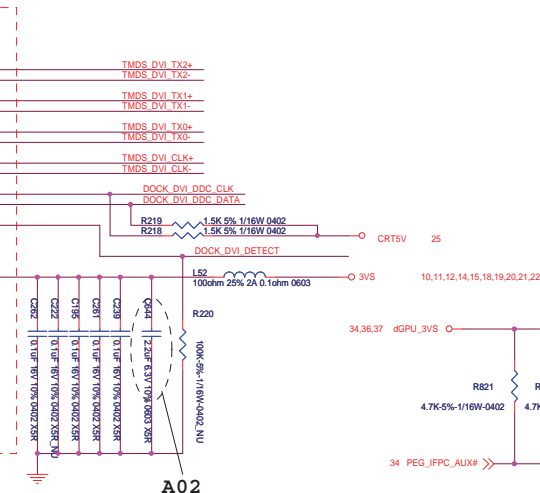 TMDS_DVI_TX2+
TMDS_DVI_TX2-
TMDS_DVI_TX1+
TMDS_DVI_TX1-
TMDS_DVI_TX0+
TMDS_DVI_TX0-
TMDS_DVI_CLK+
TMDS_DVI_CLK-
DOCK_DVI_DDC_CLK
DOCK_DVI_DDC_DATA
R219 1.5K 5% 1/16W 0402
R218 1.5K 5% 1/16W 0402
CRT5V 25
DOCK_DVI_DETECT
L52
100ohm 25% 2A 0.1ohm 0603
3VS 10,11,12,14,15,18,19,20,21,22
C262 0.1uF 16V 10% 0402 X5R
C222 0.1uF 16V 10% 0402 X5R_NU
C195 0.1uF 16V 10% 0402 X5R
C261 0.1uF 16V 10% 0402 X5R
C239 0.1uF 16V 10% 0402 X5R
C644 2.2uF 6.3V 10% 0603 X5R
R220
100K-5%-1/16W-0402_NU
34,36,37 dGPU_3VS
R821
4.7K-5%-1/16W-0402
R
4.7K
34 PEG_IFPC_AUX#
A02